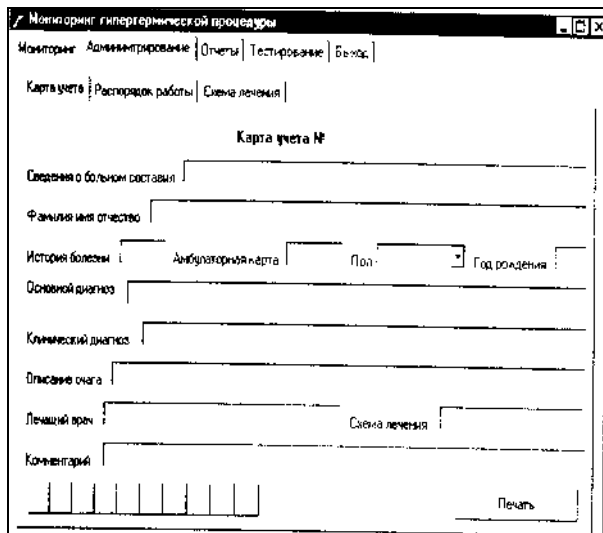 Мониторинг гипертермической процедуры
Мониторинг Администрирование Отчеты Тестирование Выход
Карта учета Распорядок работы Схема лечения
Карта учета №
Сведения о больном составил
Фамилия имя отчество
История болезни Амбулаторная карта Пол Год рождения
Основной диагноз
Клинический диагноз
Описание очага
Лечащий врач Схема лечения
Комментарий
Печать